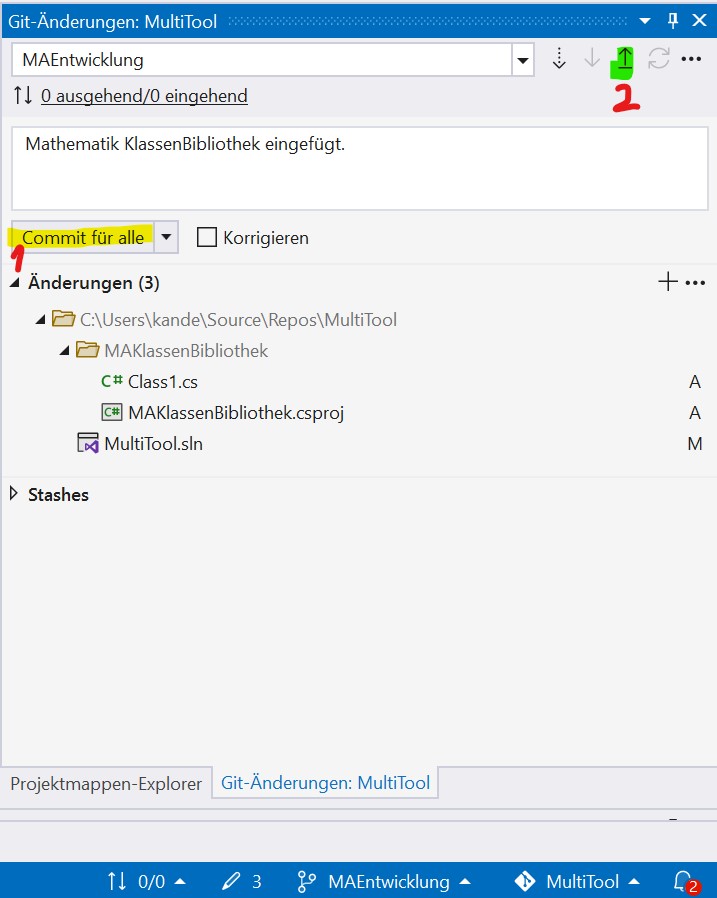 Git-Änderungen: MultiTool
MAEntwicklung
2
0 ausgehend/0 eingehend
Mathematik KlassenBibliothek eingefügt.
Commit für alle
Korrigieren
1
Änderungen (3)
C:\Users\kande\Source\Repos\MultiTool
MAKlassenBibliothek
C# Class1.cs A
C# MAKlassenBibliothek.csproj A
MultiTool.sln M
Stashes
Projektmappen-Explorer
Git-Änderungen: MultiTool
0/0 3 MAEntwicklung MultiTool 2